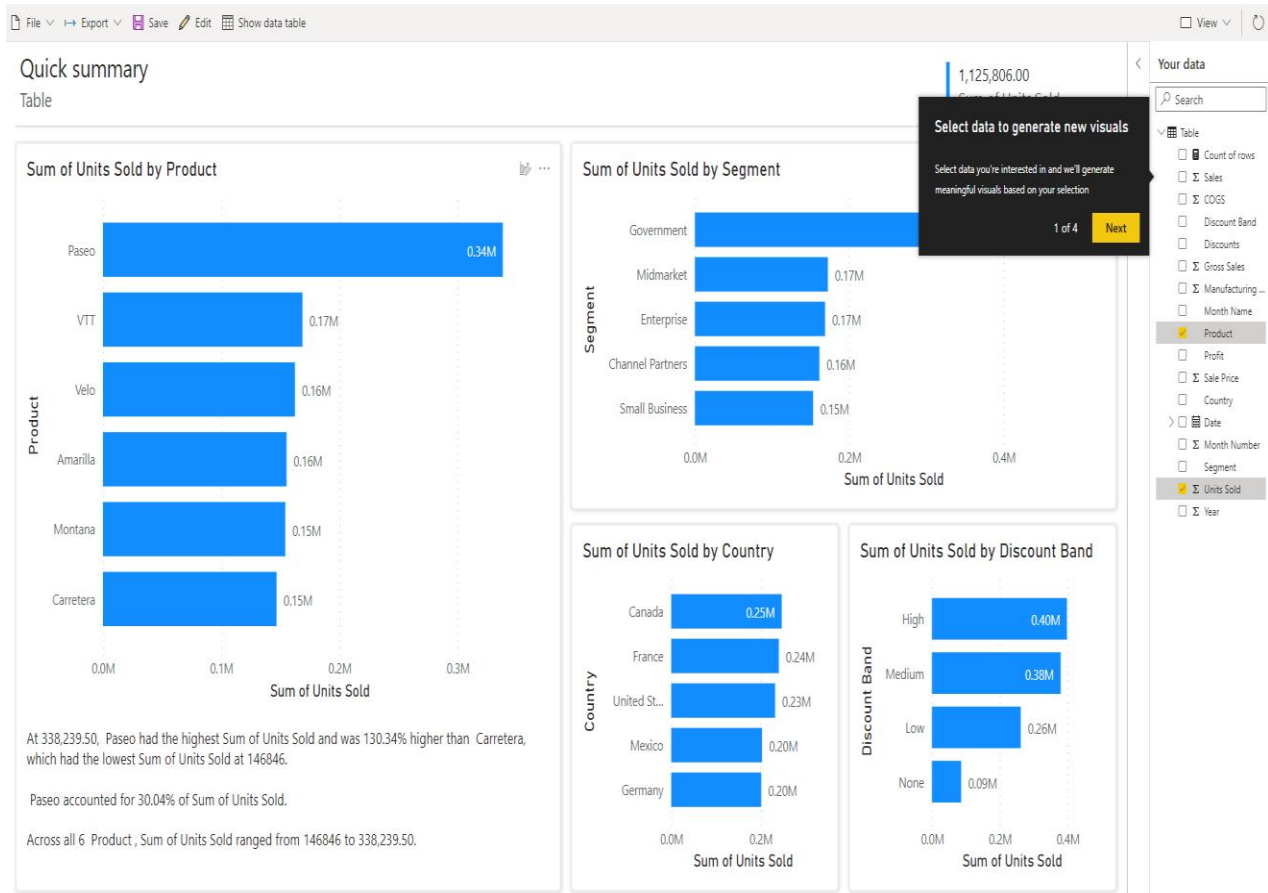 File Export Save Edit Show data table View
Quick summary
Table
1,125,806.00
Select data to generate new visuals
Select data you're interested in and we'll generate
meaningful visuals based on your selection
1 of 4 Next
Sum of Units Sold by Product
Product
Paseo 0.34M
VTT 0.17M
Velo 0.16M
Amarilla 0.16M
Montana 0.15M
Carretera 0.15M
0.0M 0.1M 0.2M 0.3M
Sum of Units Sold
At 338,239.50, Paseo had the highest Sum of Units Sold and was 130.34% higher than Carretera,
which had the lowest Sum of Units Sold at 146846.
Paseo accounted for 30.04% of Sum of Units Sold.
Across all 6 Product , Sum of Units Sold ranged from 146846 to 338,239.50.
Sum of Units Sold by Segment
Segment
Government
Midmarket 0.17M
Enterprise 0.17M
Channel Partners 0.16M
Small Business 0.15M
0.0M 0.2M 0.4M
Sum of Units Sold
Sum of Units Sold by Country
Country
Canada 0.25M
France 0.24M
United St... 0.23M
Mexico 0.20M
Germany 0.20M
0.0M 0.2M
Sum of Units Sold
Sum of Units Sold by Discount Band
Discount Band
High 0.40M
Medium 0.38M
Low 0.26M
None 0.09M
0.0M 0.2M 0.4M
Sum of Units Sold
Your data
Search
Table
Count of rows
Σ Sales
Σ COGS
Discount Band
Discounts
Σ Gross Sales
Σ Manufacturing ...
Month Name
Product
Profit
Σ Sale Price
Country
Date
Σ Month Number
Segment
Σ Units Sold
Σ Year